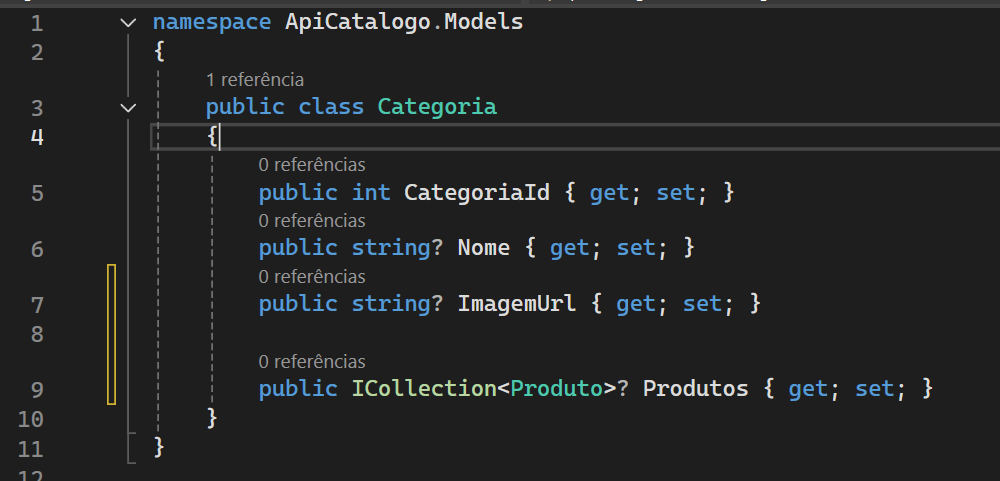 1 namespace ApiCatalogo.Models
2 {
1 referência
3 public class Categoria
4 {
0 referências
5 public int CategoriaId { get; set; }
0 referências
6 public string? Nome { get; set; }
0 referências
7 public string? ImagemUrl { get; set; }
8
0 referências
9 public ICollection<Produto>? Produtos { get; set; }
10 }
11 }
12